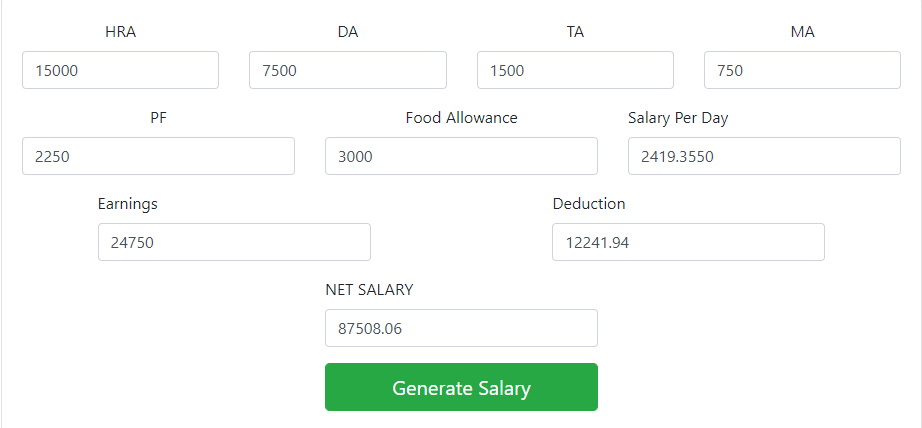 HRA DA TA MA
15000 7500 1500 750
PF Food Allowance Salary Per Day
2250 3000 2419.3550
Earnings Deduction
24750 12241.94
NET SALARY
87508.06
Generate Salary